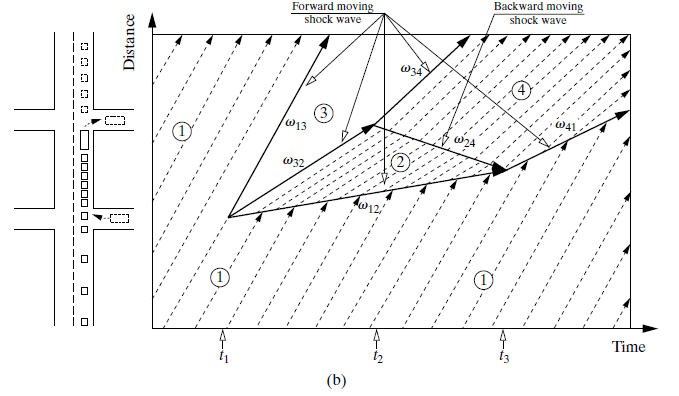 Forward moving
shock wave
Backward moving
shock wave
Distance
ω34
4
3
1
ω13
ω24
ω41
ω32
2
ω12
1
1
t1
t2
t3
Time
(b)